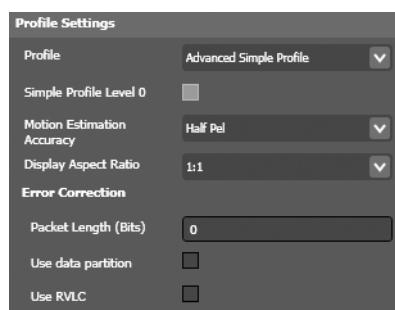 Profile Settings
Profile Advanced Simple Profile
Simple Profile Level 0
Motion Estimation
Accuracy Half Pel
Display Aspect Ratio 1:1
Error Correction
Packet Length (Bits) 0
Use data partition
Use RVLC